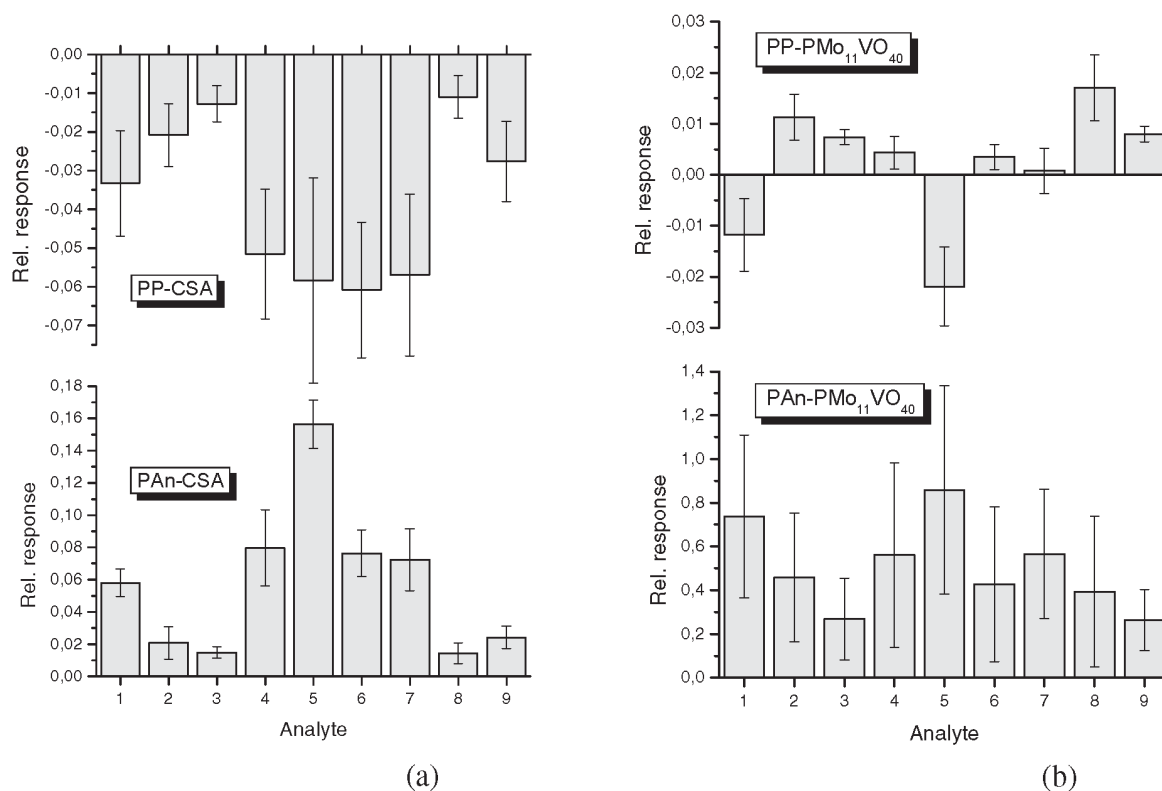 0,00
-0,01
-0,02
-0,03
-0,04
-0,05
-0,06
-0,07
Rel. response
PP-CSA
0,18
0,16
0,14
0,12
0,10
0,08
0,06
0,04
0,02
0,00
Rel. response
PAn-CSA
1 2 3 4 5 6 7 8 9
Analyte
(a)
0,03
0,02
0,01
0,00
-0,01
-0,02
-0,03
Rel. response
PP-PMo₁₁VO₄₀
1,4
1,2
1,0
0,8
0,6
0,4
0,2
0,0
Rel. response
PAn-PMo₁₁VO₄₀
1 2 3 4 5 6 7 8 9
Analyte
(b)